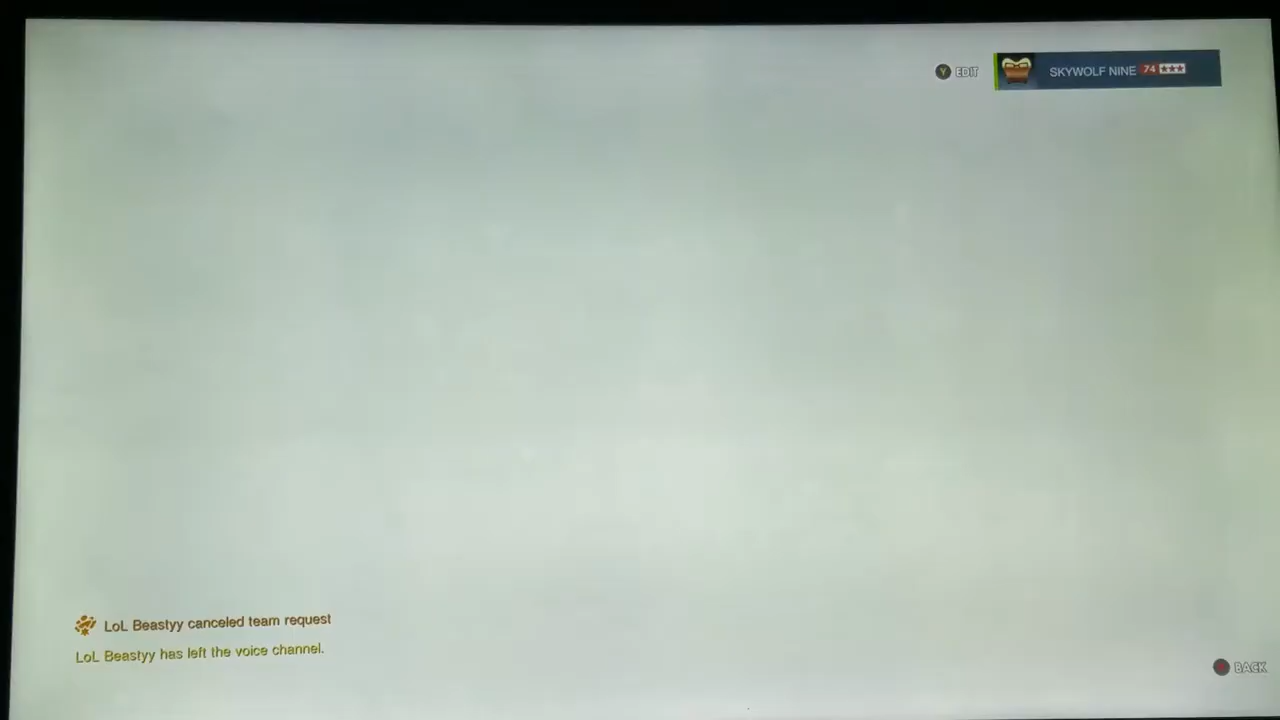 Y EDIT
SKYWOLF NINE 74 ★★★
LoL Beastyy canceled team request
LoL Beastyy has left the voice channel.
BACK